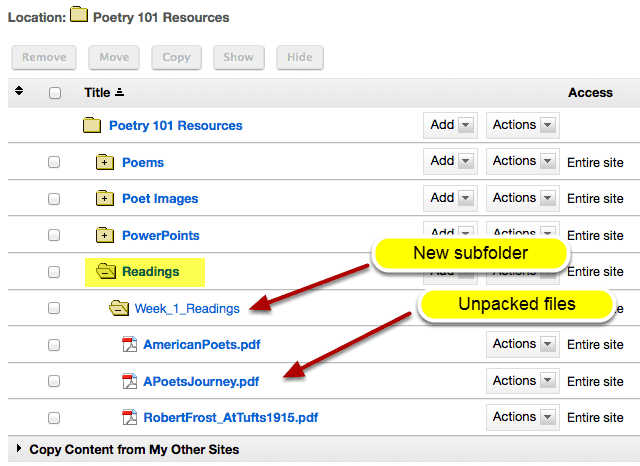 Location: Poetry 101 Resources
Remove Move Copy Show Hide
Title Access
Poetry 101 Resources Add Actions
Poems Add Actions Entire site
Poet Images Add Actions Entire site
PowerPoints Add Actions Entire site
New subfolder
Readings Add Actions Entire site
Unpacked files
Week_1_Readings Entire site
AmericanPoets.pdf Actions Entire site
APoetsJourney.pdf Actions Entire site
RobertFrost_AtTufts1915.pdf Actions Entire site
Copy Content from My Other Sites